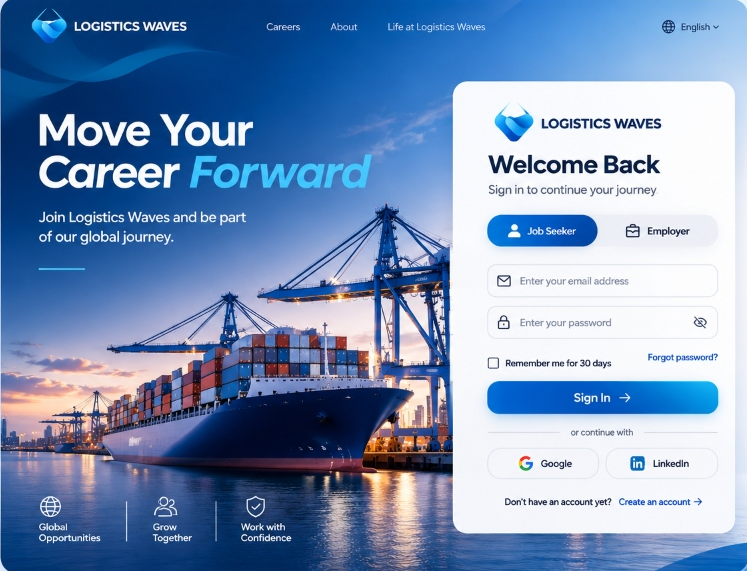 LOGISTICS WAVES
Careers
About
Life at Logistics Waves
English
Move Your
Career Forward
Join Logistics Waves and be part
of our global journey.
Global
Opportunities
Grow
Together
Work with
Confidence
LOGISTICS WAVES
Welcome Back
Sign in to continue your journey
Job Seeker
Employer
Enter your email address
Enter your password
Remember me for 30 days
Forgot password?
Sign In →
or continue with
Google
in LinkedIn
Don't have an account yet? Create an account →